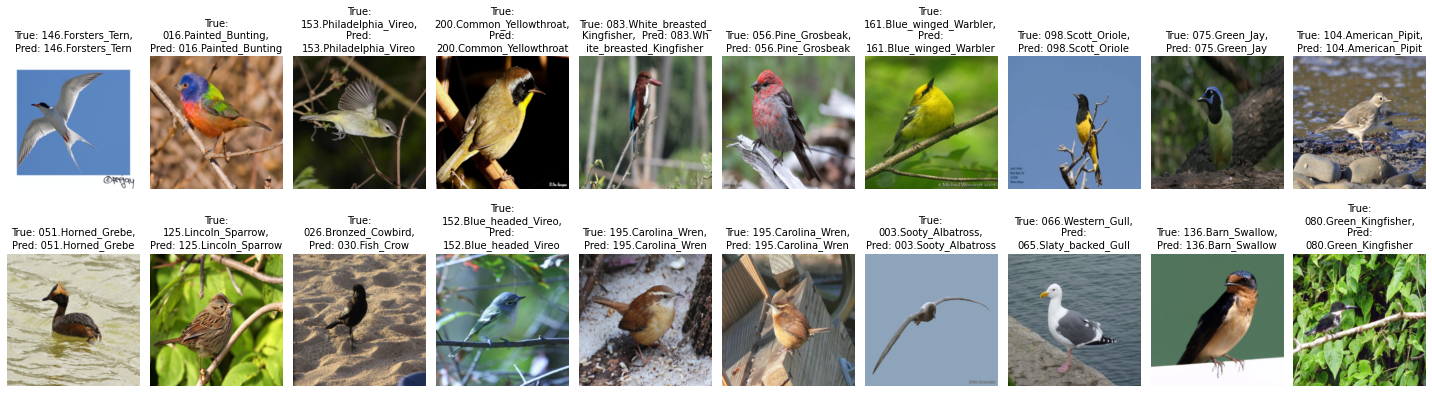 True: 146.Forsters_Tern,
Pred: 146.Forsters_Tern
True:
016.Painted_Bunting,
Pred: 016.Painted_Bunting
True:
153.Philadelphia_Vireo,
Pred:
153.Philadelphia_Vireo
True:
200.Common_Yellowthroat,
Pred:
200.Common_Yellowthroat
True: 083.White_breasted_
Kingfisher,  Pred: 083.Wh
ite_breasted_Kingfisher
True: 056.Pine_Grosbeak,
Pred: 056.Pine_Grosbeak
True:
161.Blue_winged_Warbler,
Pred:
161.Blue_winged_Warbler
True: 098.Scott_Oriole,
Pred: 098.Scott_Oriole
True: 075.Green_Jay,
Pred: 075.Green_Jay
True: 104.American_Pipit,
Pred: 104.American_Pipit
True: 051.Horned_Grebe,
Pred: 051.Horned_Grebe
True:
125.Lincoln_Sparrow,
Pred: 125.Lincoln_Sparrow
True:
026.Bronzed_Cowbird,
Pred: 030.Fish_Crow
True:
152.Blue_headed_Vireo,
Pred:
152.Blue_headed_Vireo
True: 195.Carolina_Wren,
Pred: 195.Carolina_Wren
True: 195.Carolina_Wren,
Pred: 195.Carolina_Wren
True:
003.Sooty_Albatross,
Pred: 003.Sooty_Albatross
True: 066.Western_Gull,
Pred:
065.Slaty_backed_Gull
True: 136.Barn_Swallow,
Pred: 136.Barn_Swallow
True:
080.Green_Kingfisher,
Pred:
080.Green_Kingfisher